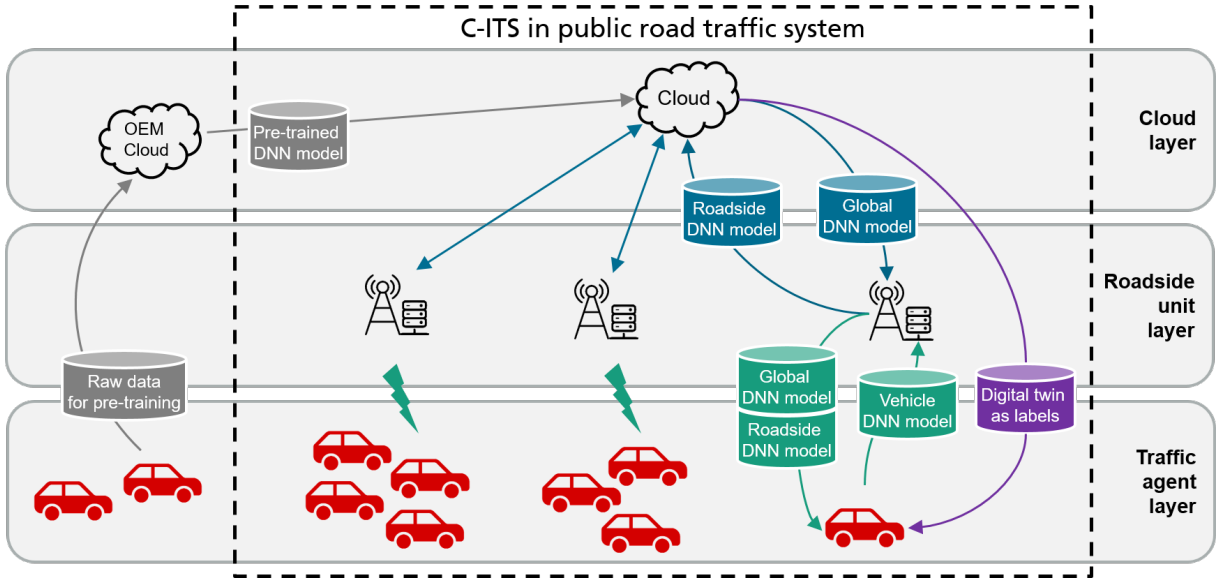 C-ITS in public road traffic system
OEM
Cloud
Pre-trained
DNN model
Cloud
Roadside
DNN model
Global
DNN model
Cloud
layer
Roadside
unit
layer
Raw data
for pre-training
Global
DNN model
Roadside
DNN model
Vehicle
DNN model
Digital twin
as labels
Traffic
agent
layer